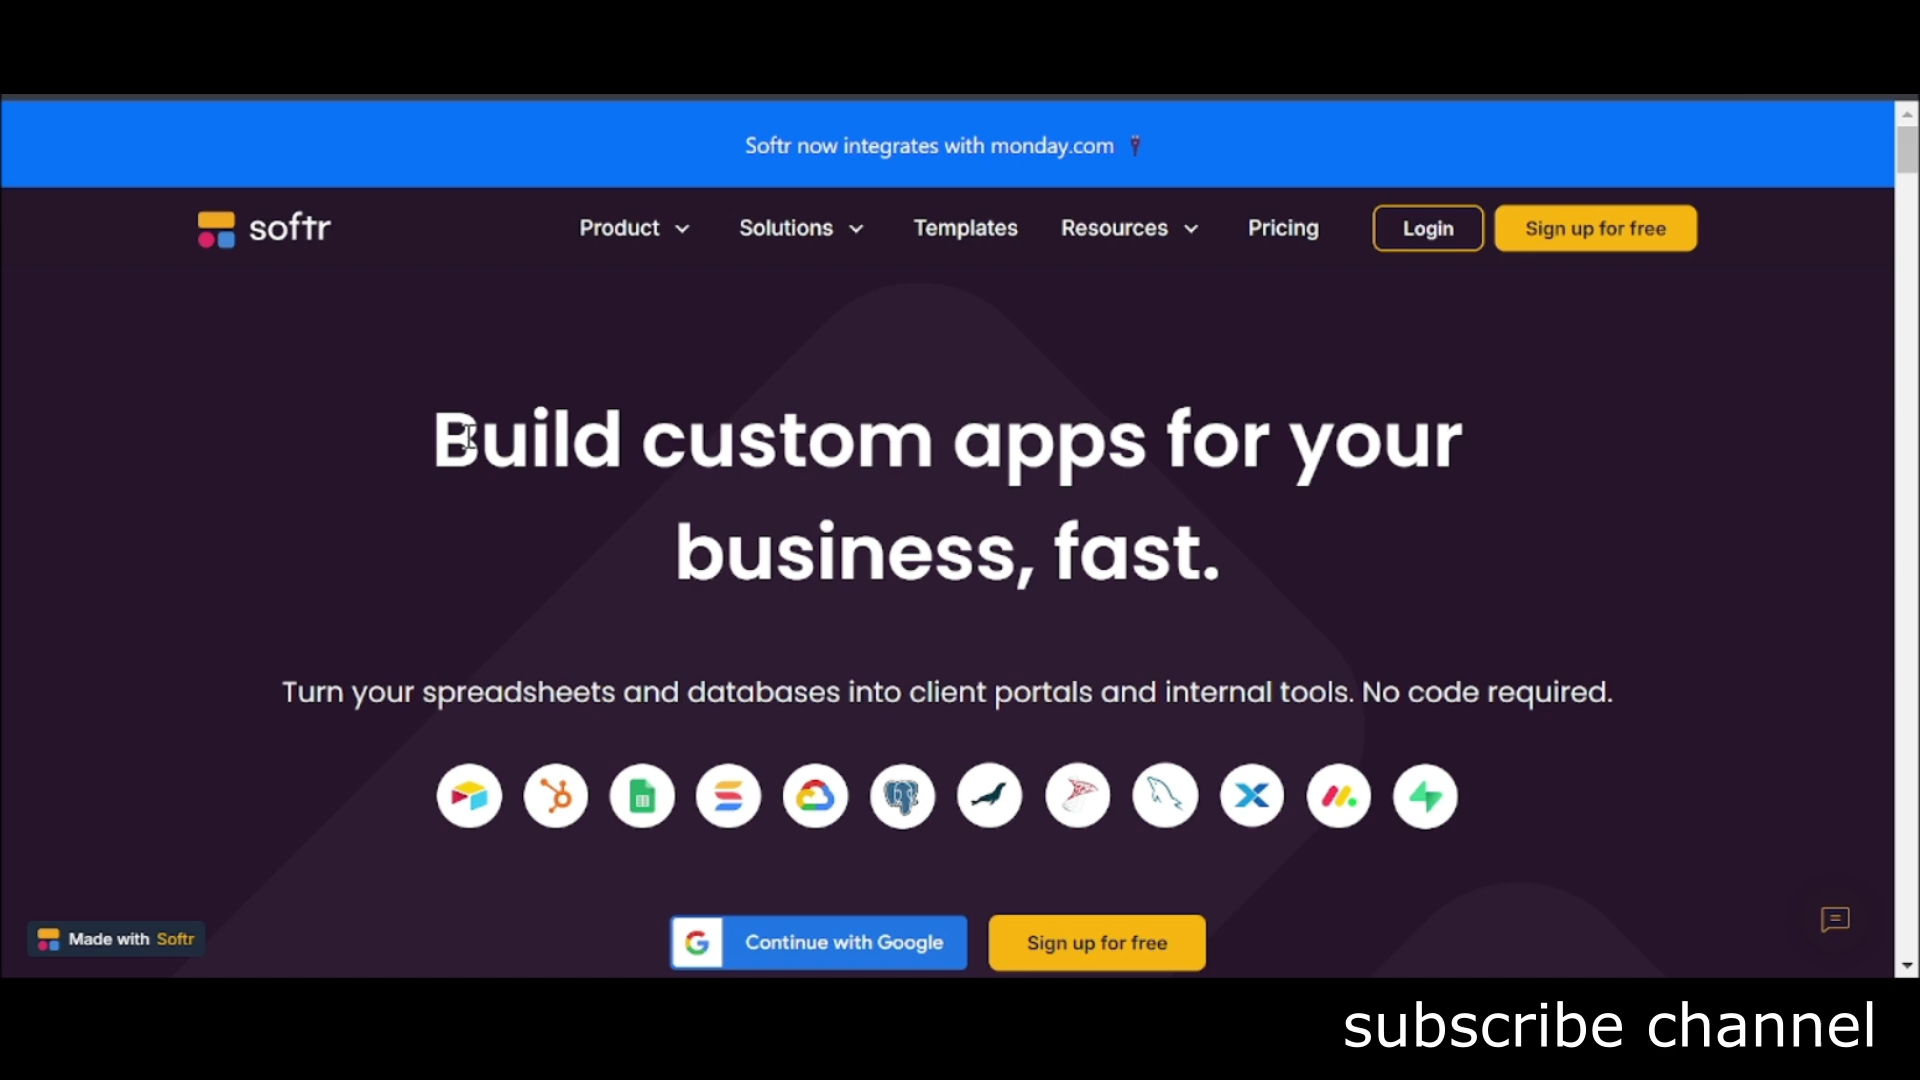 Softr now integrates with monday.com
softr
Product
Solutions
Templates
Resources
Pricing
Login
Sign up for free
Build custom apps for your
business, fast.
Turn your spreadsheets and databases into client portals and internal tools. No code required.
Continue with Google
Sign up for free
Made with Softr
subscribe channel